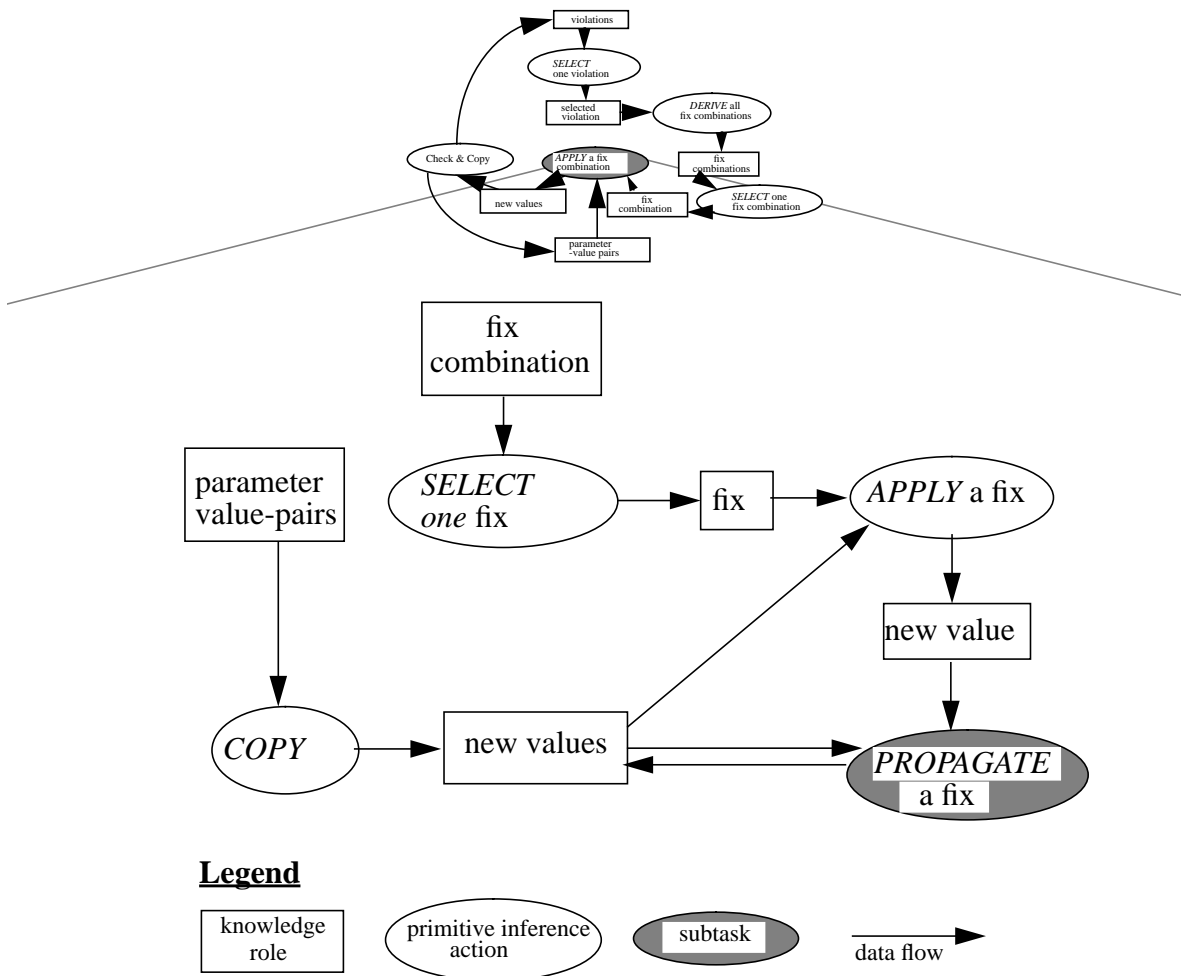 violations
SELECT
one violation
selected
violation
DERIVE all
fix combinations
Check & Copy
APPLY a fix
combination
fix
combinations
new values
fix
combination
SELECT one
fix combination
parameter
-value pairs
fix
combination
parameter
value-pairs
SELECT
one fix
fix
APPLY a fix
new value
COPY
new values
PROPAGATE
a fix
Legend
knowledge
role
primitive inference
action
subtask
data flow